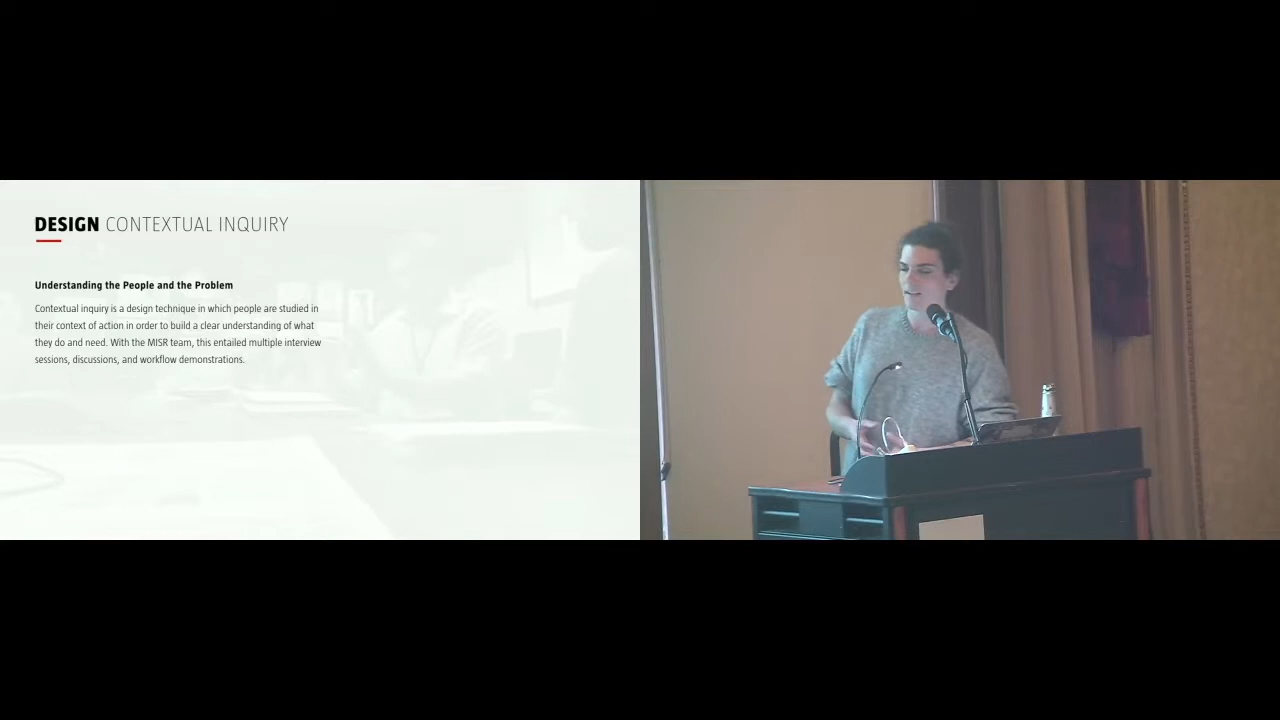 DESIGN CONTEXTUAL INQUIRY
Understanding the People and the Problem
Contextual inquiry is a design technique in which people are studied in
their context of action in order to build a clear understanding of what
they do and need. With the MISR team, this entailed multiple interview
sessions, discussions, and workflow demonstrations.